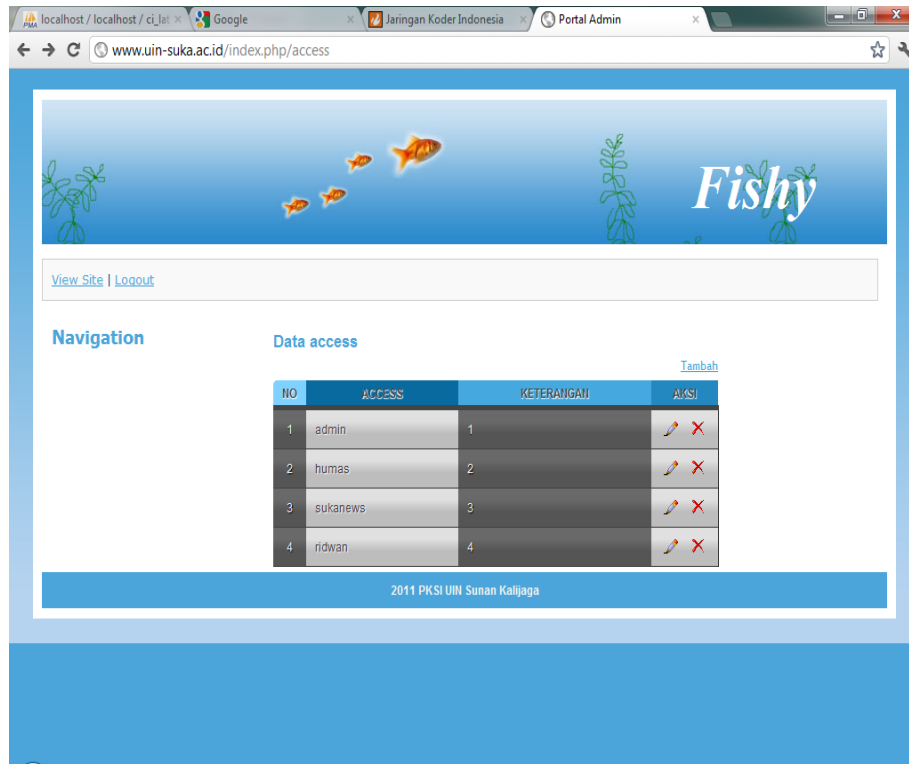 localhost / localhost / ci_lat
Google
Jaringan Koder Indonesia
Portal Admin
www.uin-suka.ac.id/index.php/access
Fishy
View Site | Logout
Navigation
Data access
Tambah
NO ACCESS KETERANGAN AKSI
1 admin 1
2 humas 2
3 sukanews 3
4 ridwan 4
2011 PKSI UIN Sunan Kalijaga